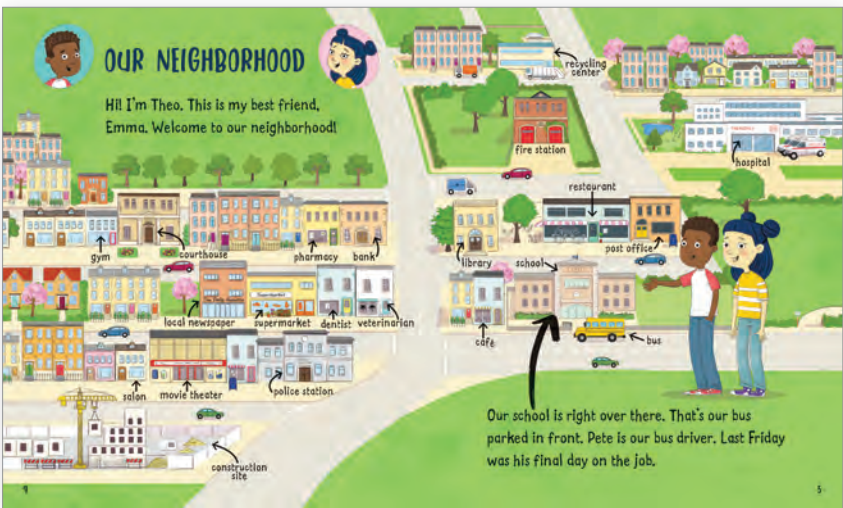 OUR NEIGHBORHOOD
Hi! I'm Theo. This is my best friend,
Emma. Welcome to our neighborhood!
recycling
center
fire station
hospital
restaurant
gym
courthouse
pharmacy
bank
library
school
post office
local newspaper
supermarket
dentist
veterinarian
café
bus
salon
movie theater
police station
construction
site
Our school is right over there. That's our bus
parked in front. Pete is our bus driver. Last Friday
was his final day on the job.
4
5